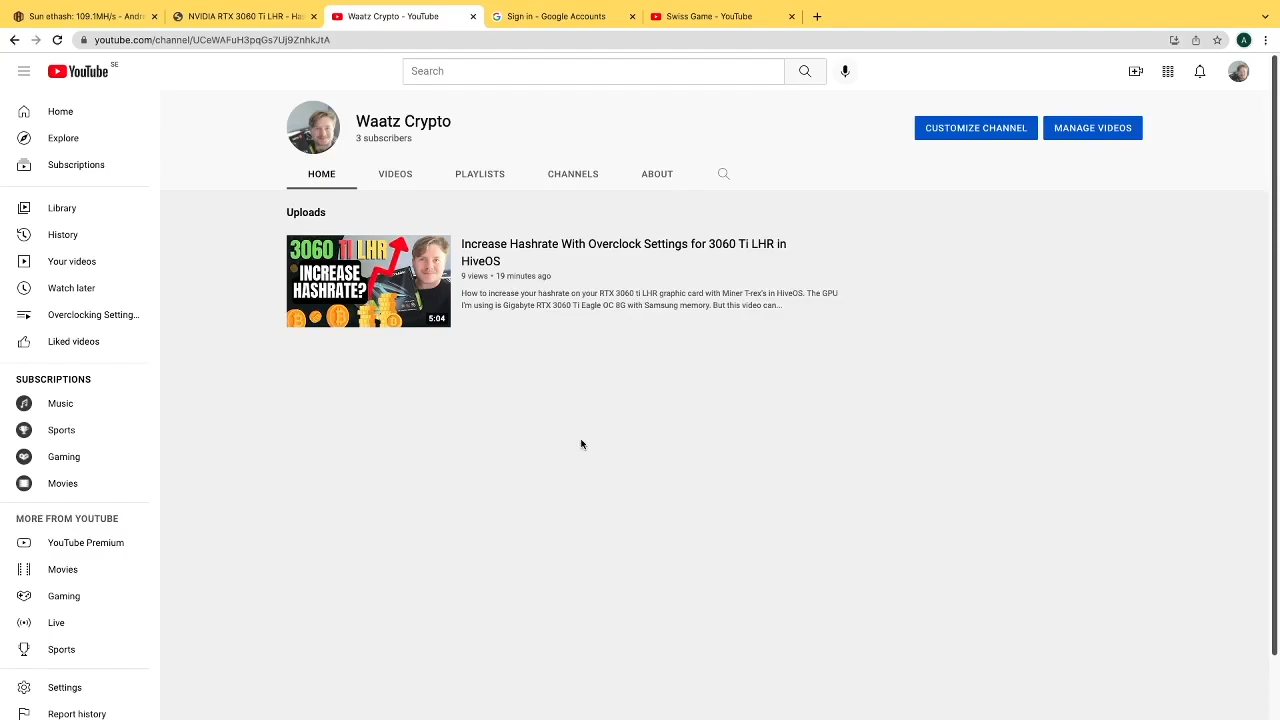 Sun ethash: 109.1MH/s - Andre
NVIDIA RTX 3060 Ti LHR - Has
Waatz Crypto - YouTube
Sign in - Google Accounts
Swiss Game - YouTube
youtube.com/channel/UCeWAFuH3pqGs7Uj9ZnhkJtA
A
YouTube SE
Search
Home
Explore
Subscriptions
Library
History
Your videos
Watch later
Overclocking Setting...
Liked videos
SUBSCRIPTIONS
Music
Sports
Gaming
Movies
MORE FROM YOUTUBE
YouTube Premium
Movies
Gaming
Live
Sports
Settings
Report history
Waatz Crypto
3 subscribers
CUSTOMIZE CHANNEL
MANAGE VIDEOS
HOME
VIDEOS
PLAYLISTS
CHANNELS
ABOUT
Uploads
3060 TI LHR
INCREASE
HASHRATE?
5:04
Increase Hashrate With Overclock Settings for 3060 Ti LHR in
HiveOS
9 views • 19 minutes ago
How to increase your hashrate on your RTX 3060 ti LHR graphic card with Miner T-rex's in HiveOS. The GPU
I'm using is Gigabyte RTX 3060 Ti Eagle OC 8G with Samsung memory. But this video can...